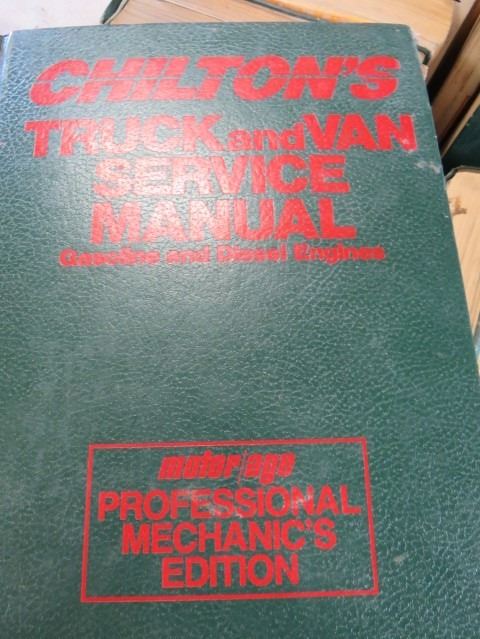 CHILTON'S
TRUCK and VAN
SERVICE
MANUAL
Gasoline and Diesel Engines
motor/age
PROFESSIONAL
MECHANIC'S
EDITION